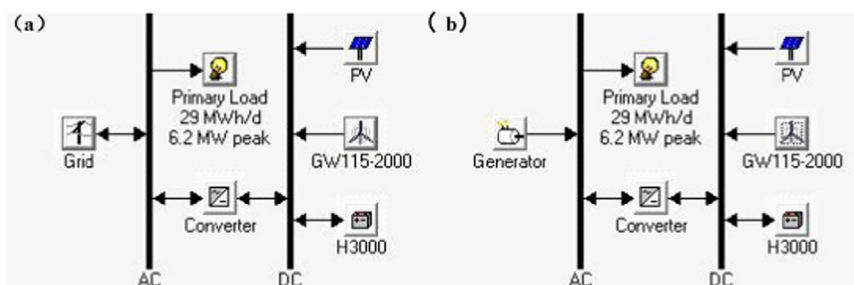 (a)
PV
Primary Load
29 MWh/d
6.2 MW peak
Grid
GW115-2000
Converter
H3000
AC
DC
(b)
PV
Primary Load
29 MWh/d
6.2 MW peak
Generator
GW115-2000
Converter
H3000
AC
DC